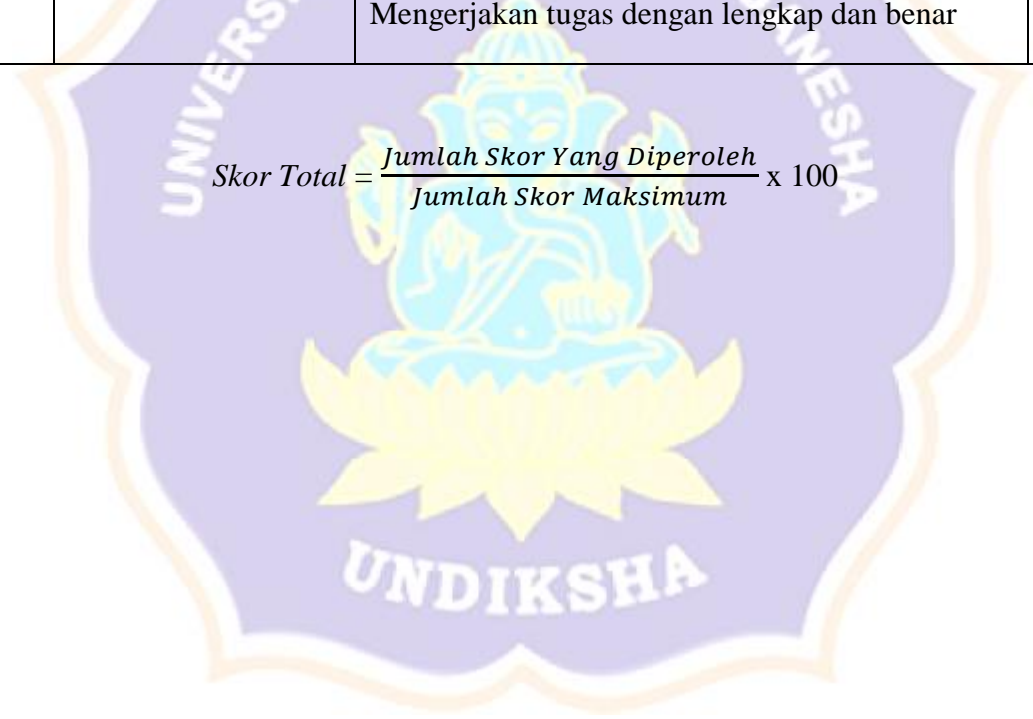 Mengerjakan tugas dengan lengkap dan benar
Skor Total = Jumlah Skor Yang Diperoleh / Jumlah Skor Maksimum x 100
UNDIKSHA